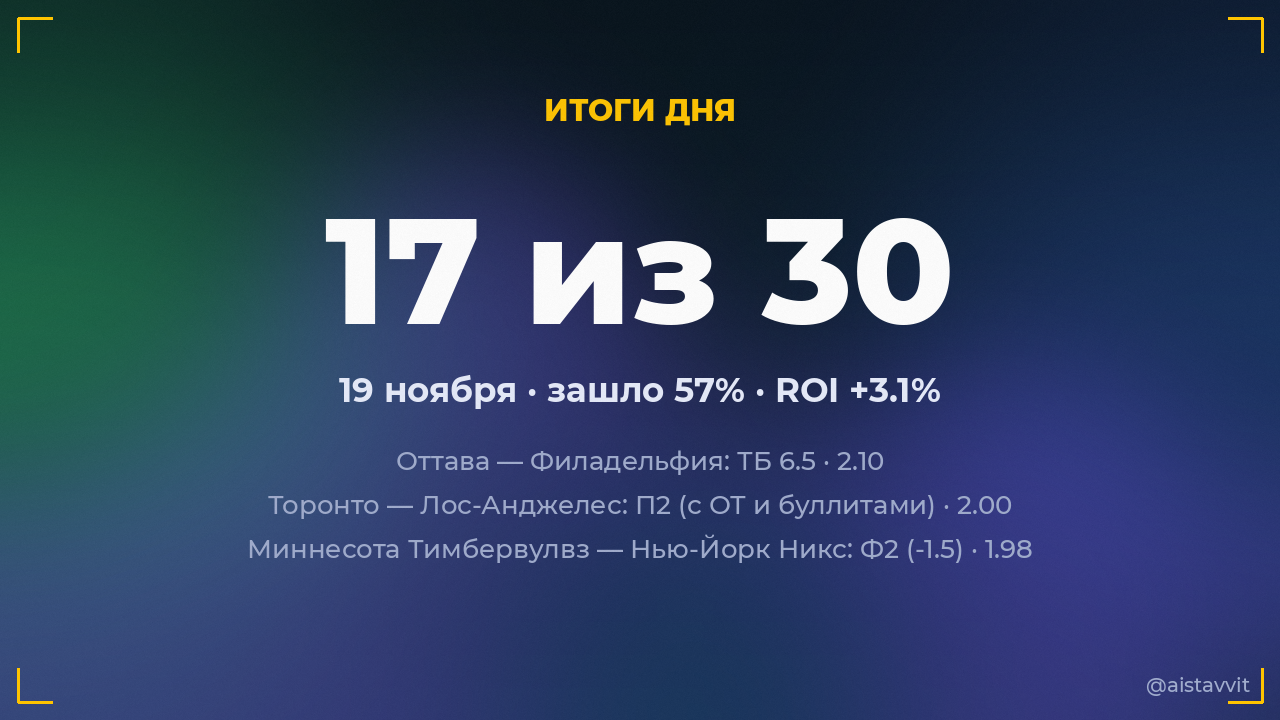 ИТОГИ ДНЯ
17 из 30
19 ноября · зашло 57% · ROI +3.1%
Оттава — Филадельфия: ТБ 6.5 · 2.10
Торонто — Лос-Анджелес: П2 (с ОТ и буллитами) · 2.00
Миннесота Тимбервулвз — Нью-Йорк Никс: Ф2 (-1.5) · 1.98
@aistavvit